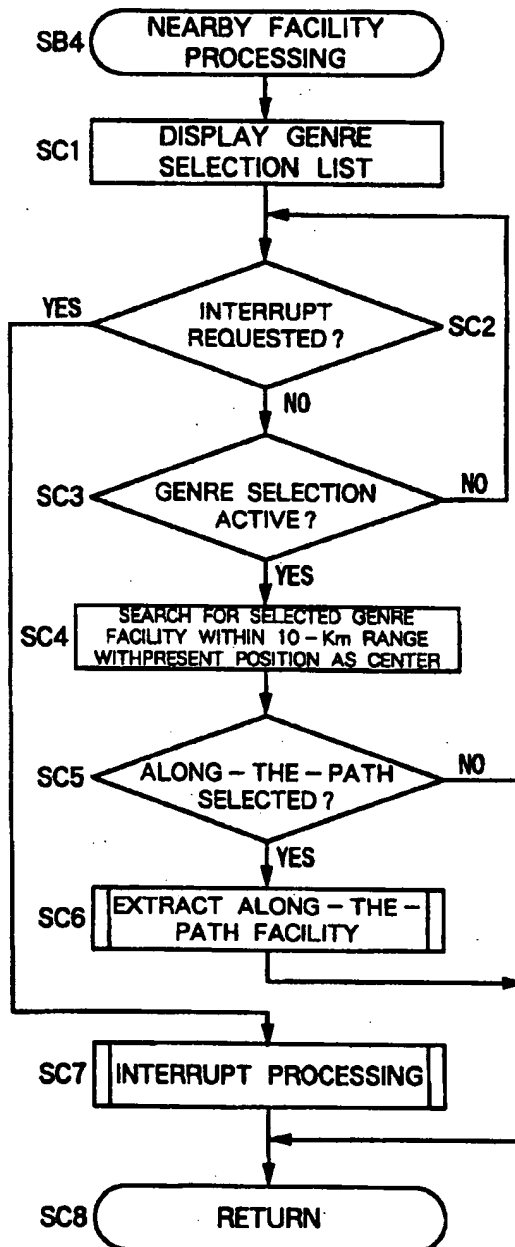 SB4
NEARBY FACILITY
PROCESSING
SC1
DISPLAY GENRE
SELECTION LIST
YES
INTERRUPT
REQUESTED?
SC2
NO
SC3
GENRE SELECTION
ACTIVE?
NO
YES
SC4
SEARCH FOR SELECTED GENRE
FACILITY WITHIN 10-Km RANGE
WITHPRESENT POSITION AS CENTER
SC5
ALONG-THE-PATH
SELECTED?
NO
YES
SC6
EXTRACT ALONG-THE-
PATH FACILITY
SC7
INTERRUPT PROCESSING
SC8
RETURN